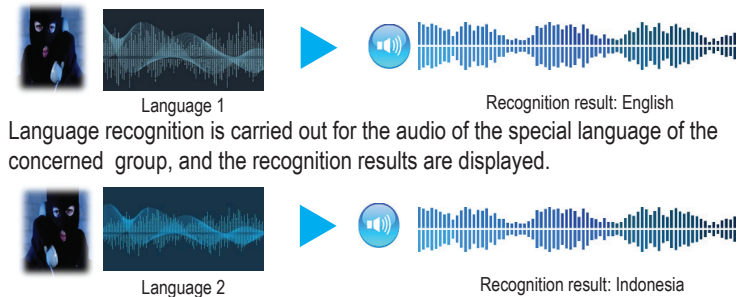 Language 1
Recognition result: English
Language recognition is carried out for the audio of the special language of the
concerned group, and the recognition results are displayed.
Language 2
Recognition result: Indonesia